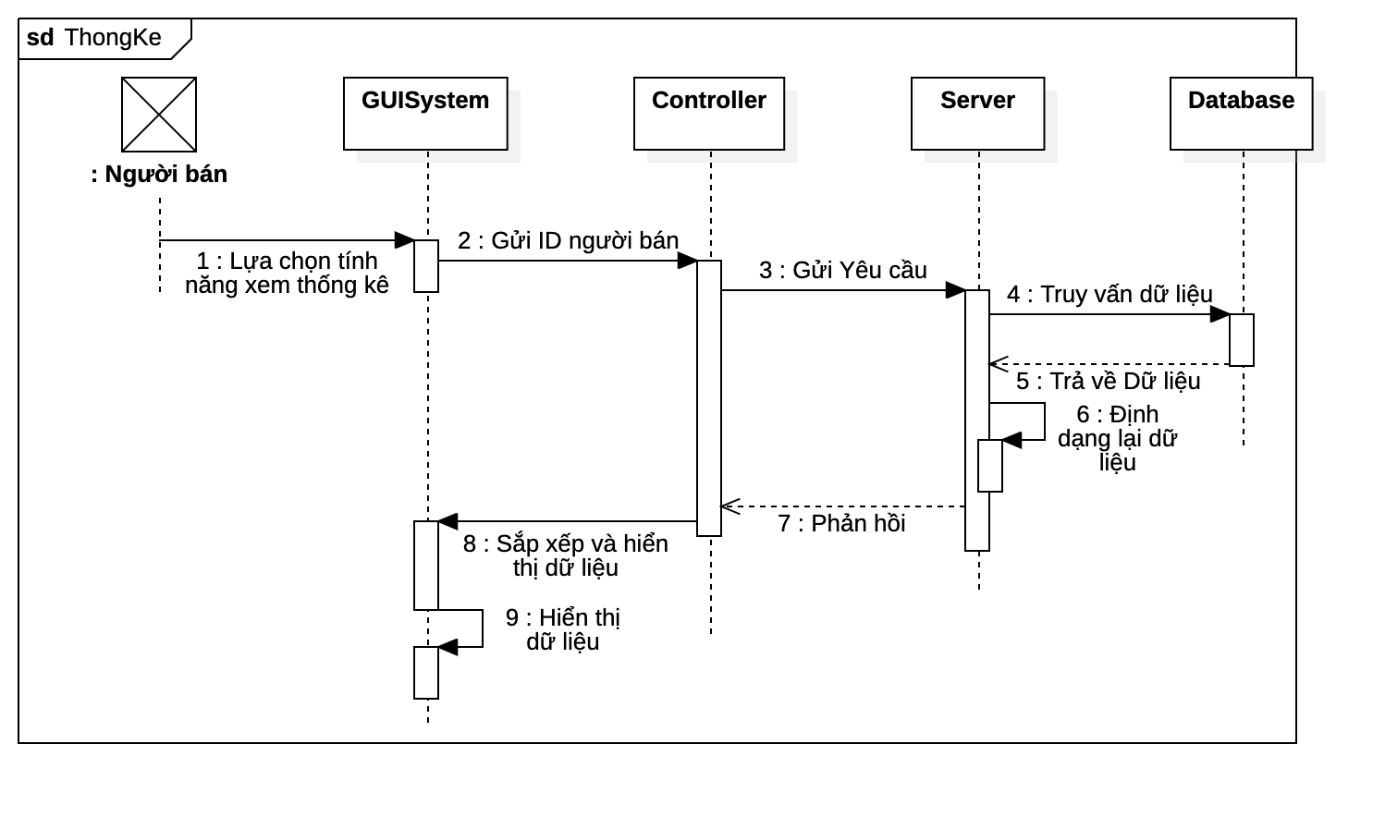 sd ThongKe
GUISystem
Controller
Server
Database
: Người bán
1 : Lựa chọn tính
năng xem thống kê
2 : Gửi ID người bán
3 : Gửi Yêu cầu
4 : Truy vấn dữ liệu
5 : Trả về Dữ liệu
6 : Định
dạng lại dữ
liệu
7 : Phản hồi
8 : Sắp xếp và hiển
thị dữ liệu
9 : Hiển thị
dữ liệu